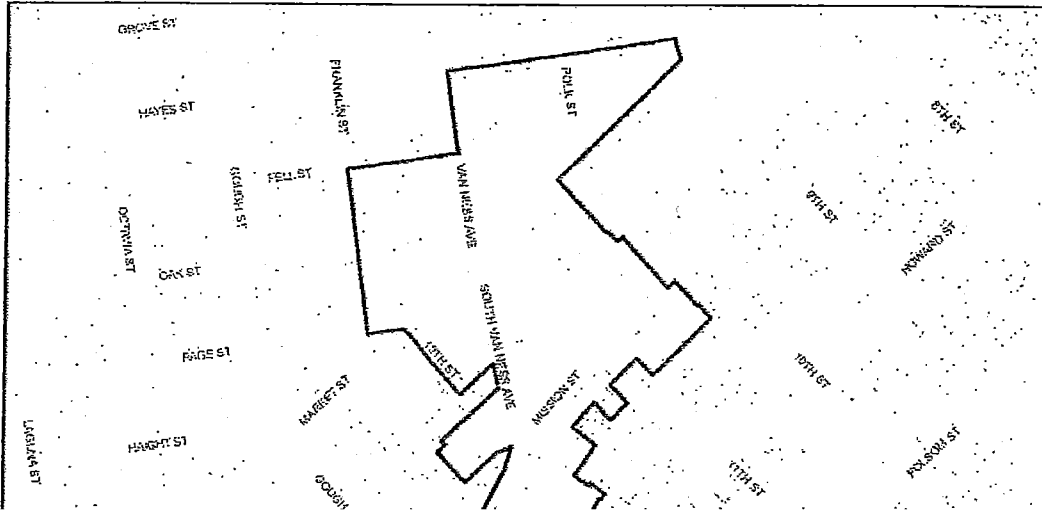 GROVE ST
FRANKLIN ST
POLK ST
HAYES ST
8TH ST
GOUGH ST
FELL ST
VAN NESS AVE
9TH ST
OCTAVIA ST
HOWARD ST
OAK ST
SOUTH VAN NESS AVE
PAGE ST
12TH ST
10TH ST
MARKET ST
MISSION ST
LAGUNA ST
HAIGHT ST
FOLSOM ST
11TH ST
GOUGH